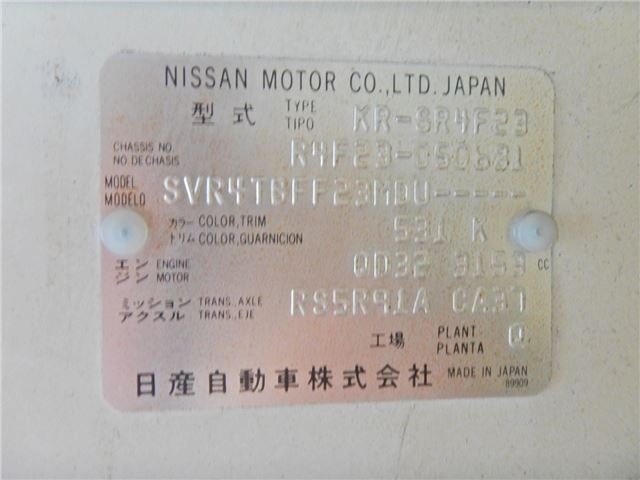 NISSAN MOTOR CO.,LTD. JAPAN
型式 TYPE TIPO KR-SR4F23
CHASSIS NO. NO.DE CHASIS R4F23-050631
MODEL MODELO SVR4TBFF23MDU-----
カラー COLOR,TRIM
トリム COLOR,GUARNICION 531 K
エンジン ENGINE MOTOR QD32 3153 CC
ミッション TRANS.,AXLE
アクスル TRANS.,EJE RS5R91A CA37
工場 PLANT PLANTA Q
日産自動車株式会社 MADE IN JAPAN
89909